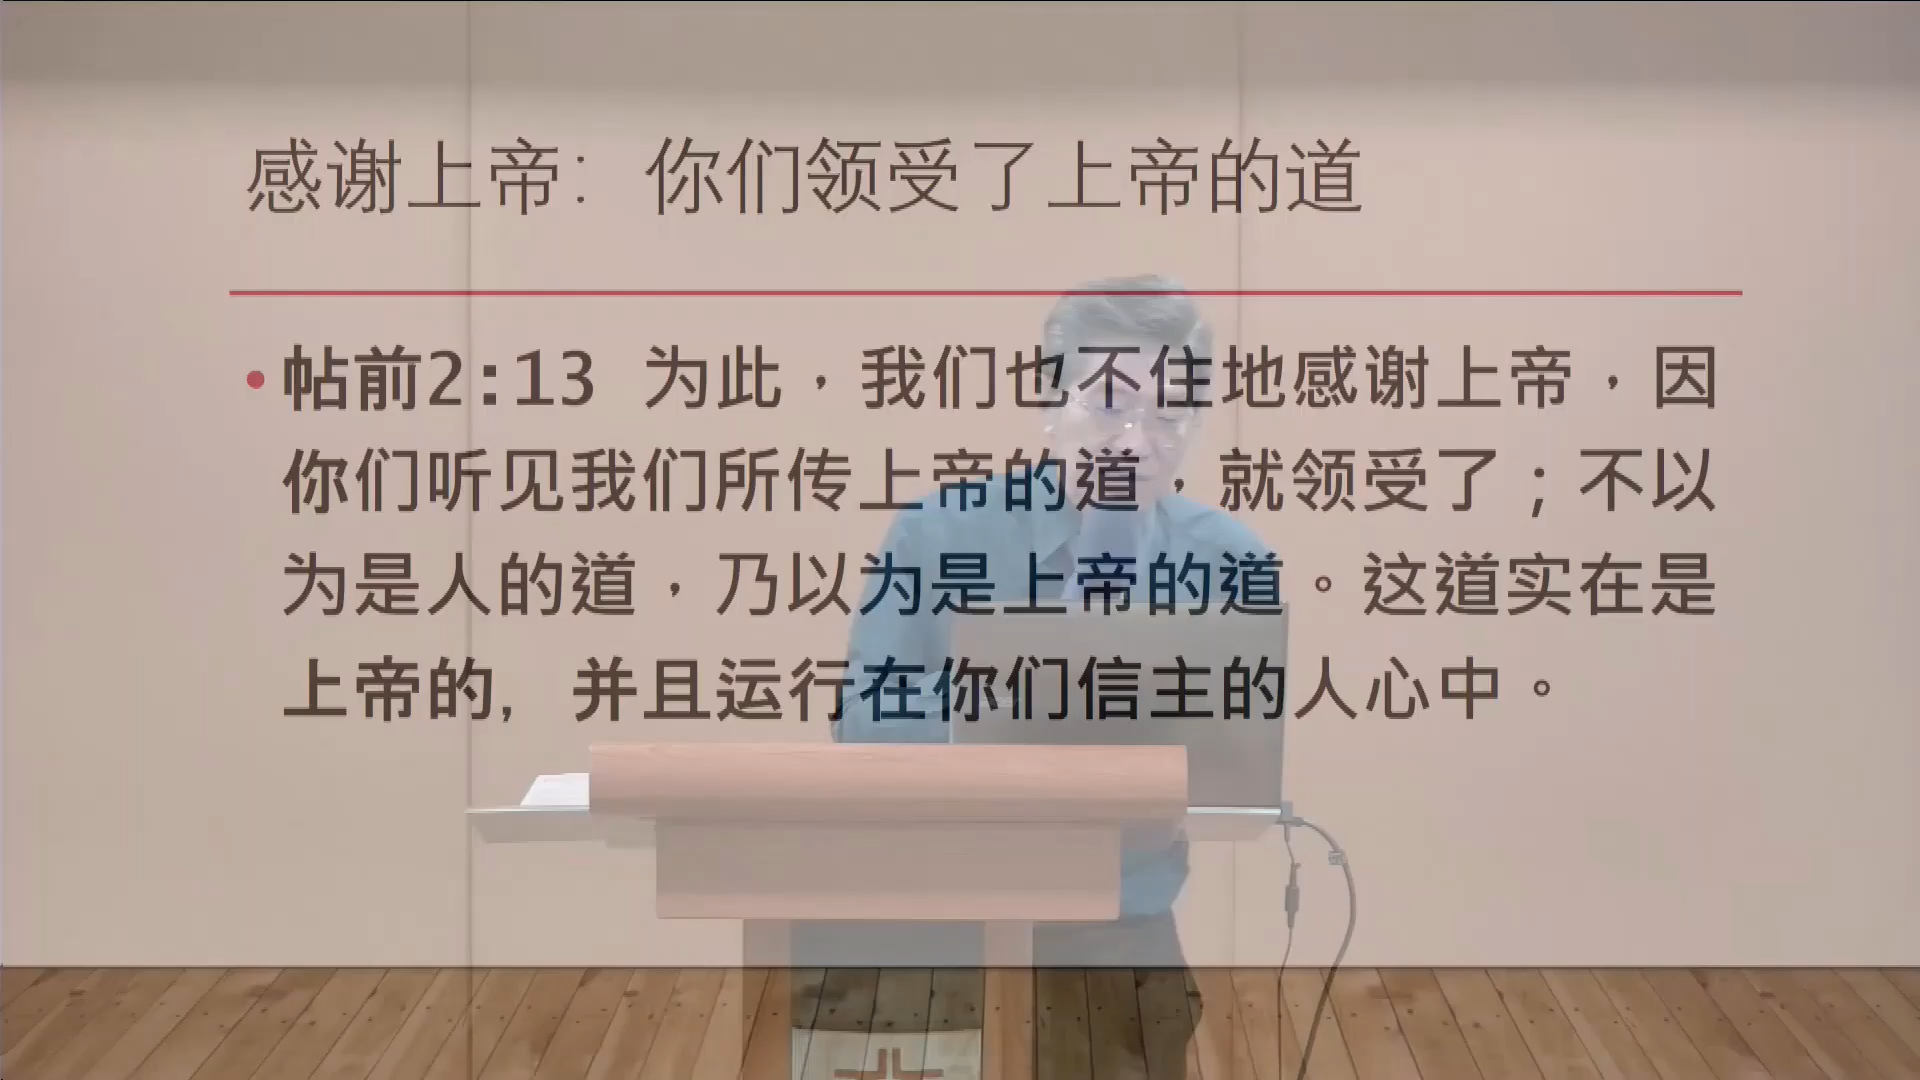 感谢上帝：你们领受了上帝的道
• 帖前2:13 为此，我们也不住地感谢上帝，因
你们听见我们所传上帝的道，就领受了；不以
为是人的道，乃以为是上帝的道。这道实在是
上帝的，并且运行在你们信主的人心中。